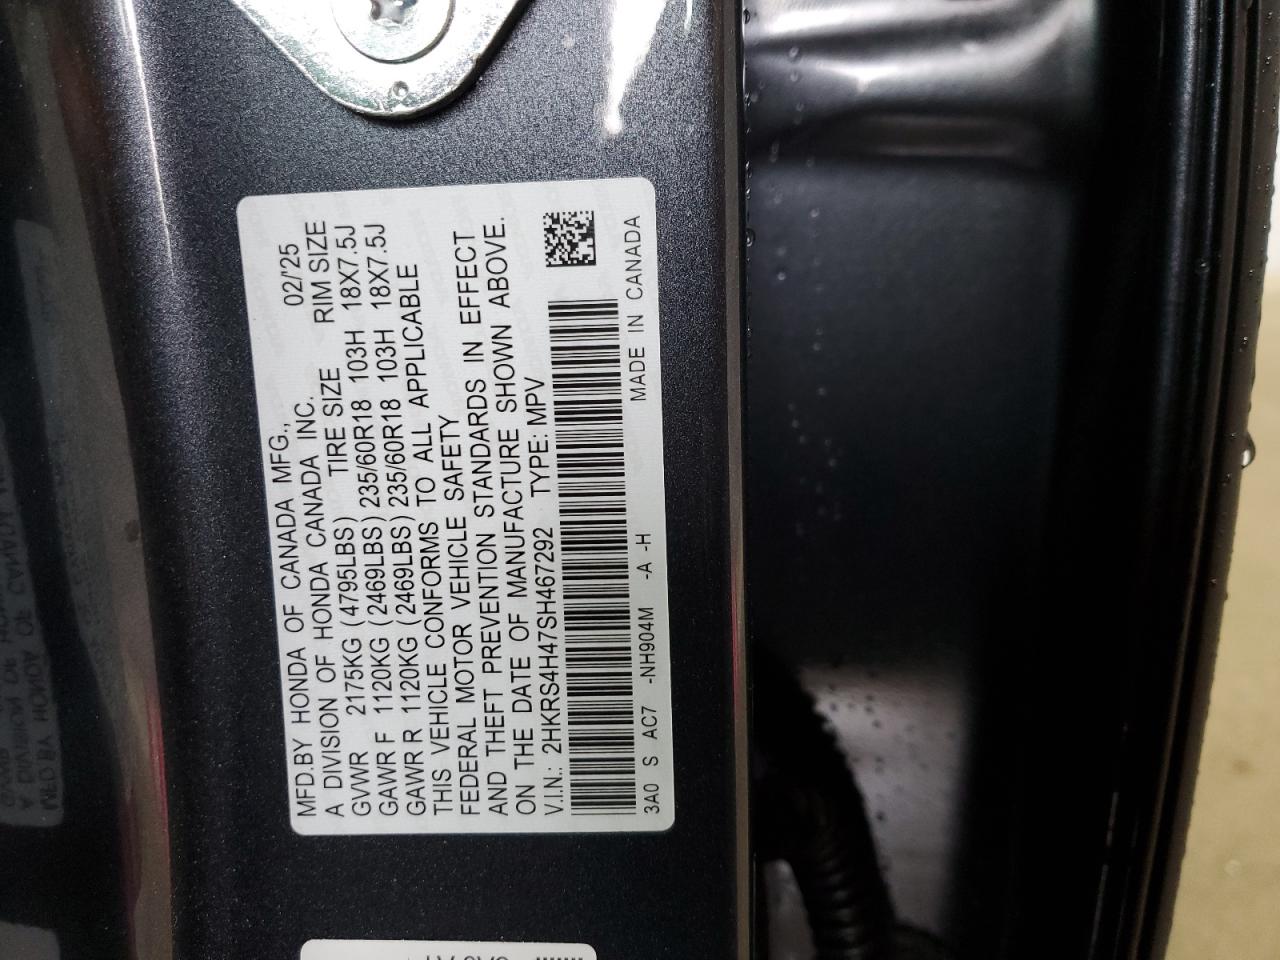 MFD.BY HONDA OF CANADA MFG., 02/'25
A DIVISION OF HONDA CANADA INC.
TIRE SIZE RIM SIZE
GVWR 2175KG (4795LBS)
GAWR F 1120KG (2469LBS) 235/60R18 103H 18X7.5J
GAWR R 1120KG (2469LBS) 235/60R18 103H 18X7.5J
THIS VEHICLE CONFORMS TO ALL APPLICABLE
FEDERAL MOTOR VEHICLE SAFETY
AND THEFT PREVENTION STANDARDS IN EFFECT
ON THE DATE OF MANUFACTURE SHOWN ABOVE.
V.I.N.: 2HKRS4H47SH467292 TYPE: MPV
3A0 S AC7 -NH904M -A -H MADE IN CANADA